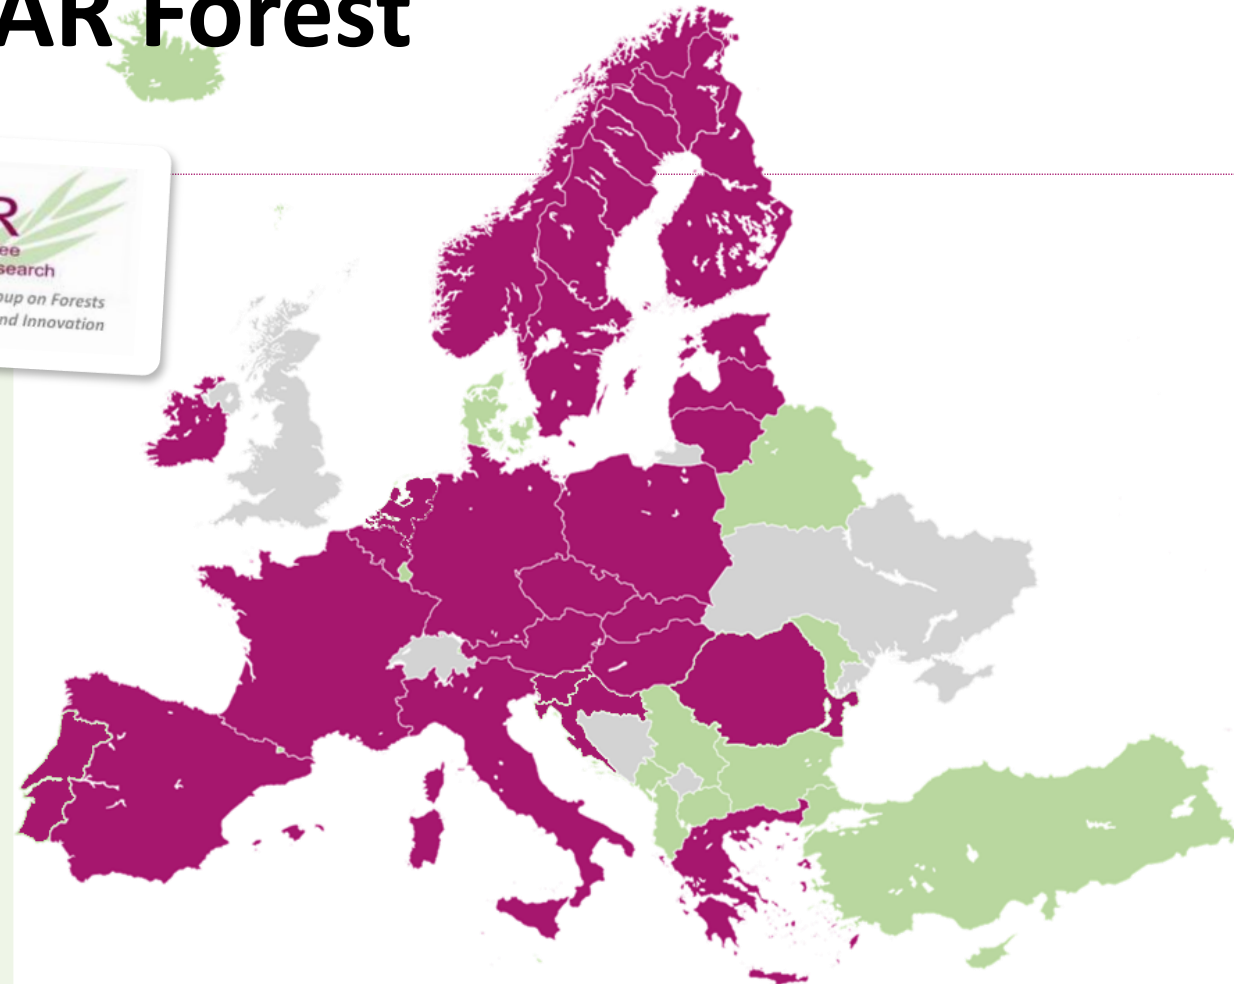 AR Forest
R
ee
search
oup on Forests
nd Innovation